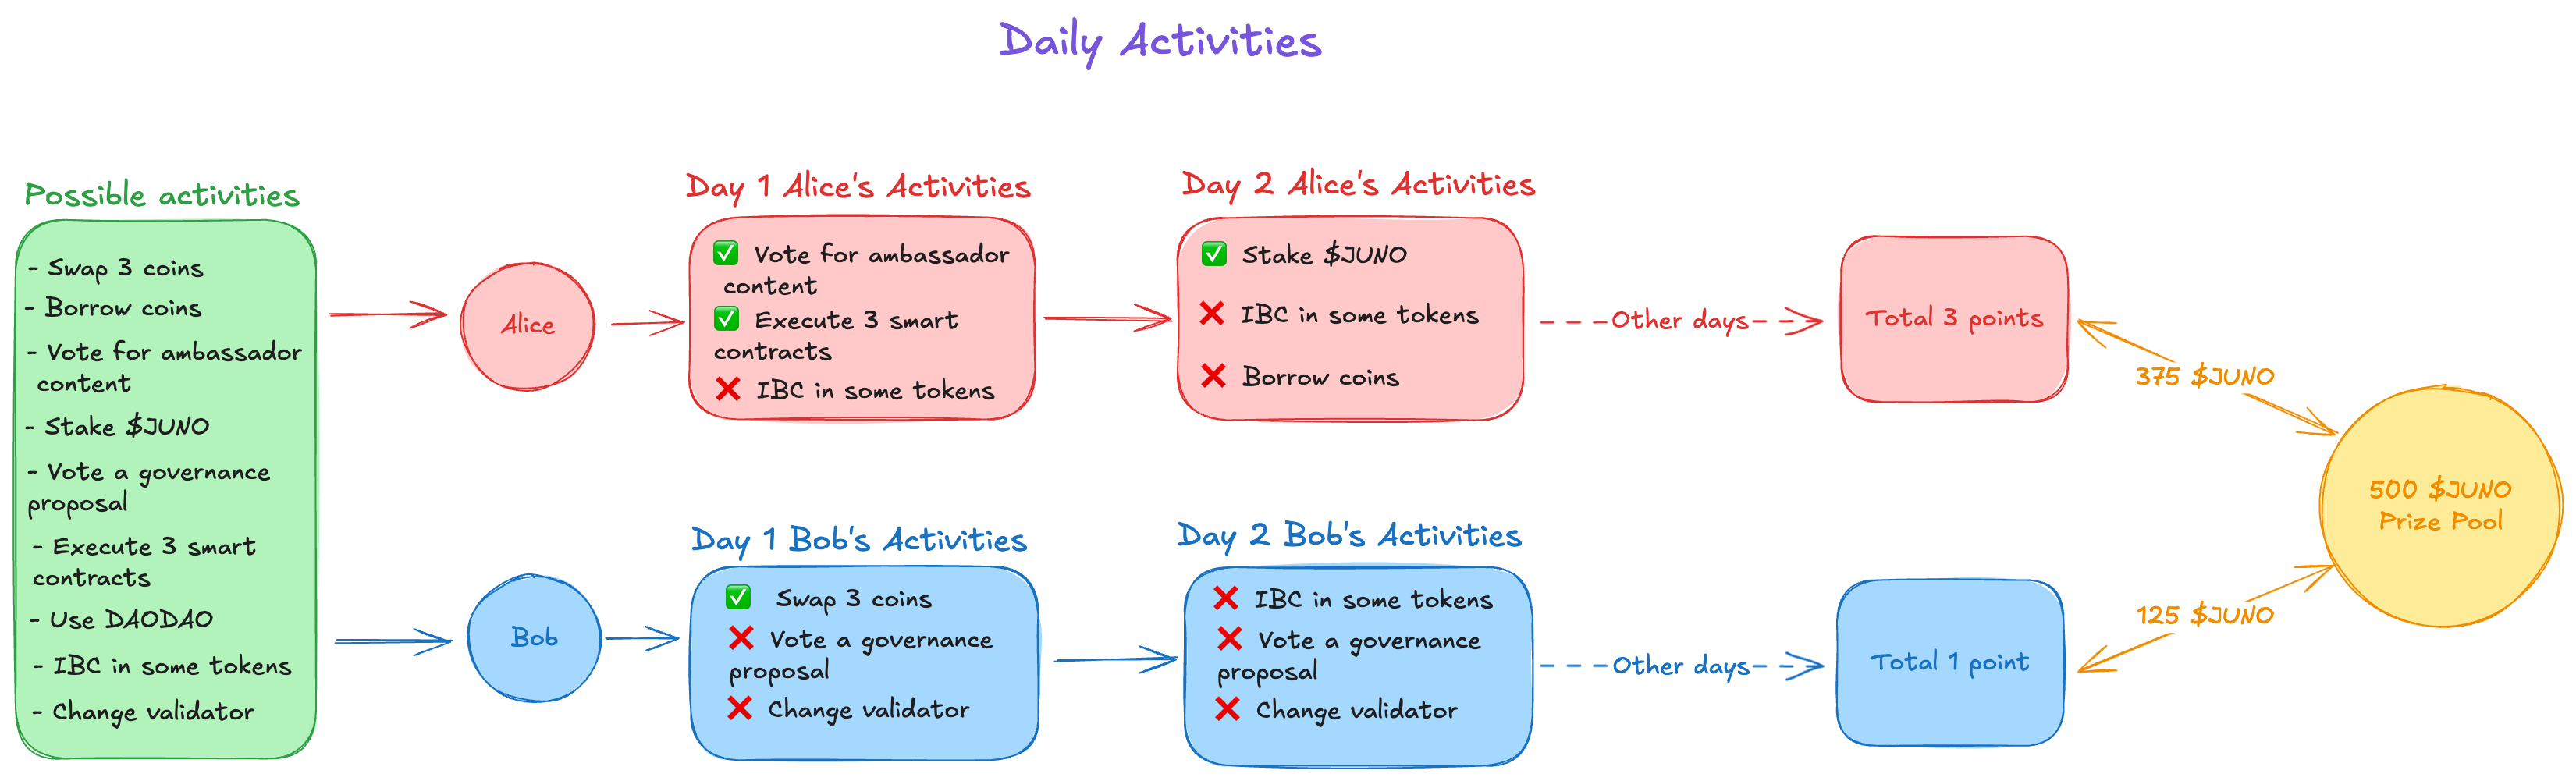 Daily Activities
Possible activities
- Swap 3 coins
- Borrow coins
- Vote for ambassador
content
- Stake $JUNO
- Vote a governance
proposal
- Execute 3 smart
contracts
- Use DAODAO
- IBC in some tokens
- Change validator
Alice
Day 1 Alice's Activities
✅ Vote for ambassador
content
✅ Execute 3 smart
contracts
❌ IBC in some tokens
Day 2 Alice's Activities
✅ Stake $JUNO
❌ IBC in some tokens
❌ Borrow coins
Other days
Total 3 points
375 $JUNO
Bob
Day 1 Bob's Activities
✅ Swap 3 coins
❌ Vote a governance
proposal
❌ Change validator
Day 2 Bob's Activities
❌ IBC in some tokens
❌ Vote a governance
proposal
❌ Change validator
Other days
Total 1 point
125 $JUNO
500 $JUNO
Prize Pool